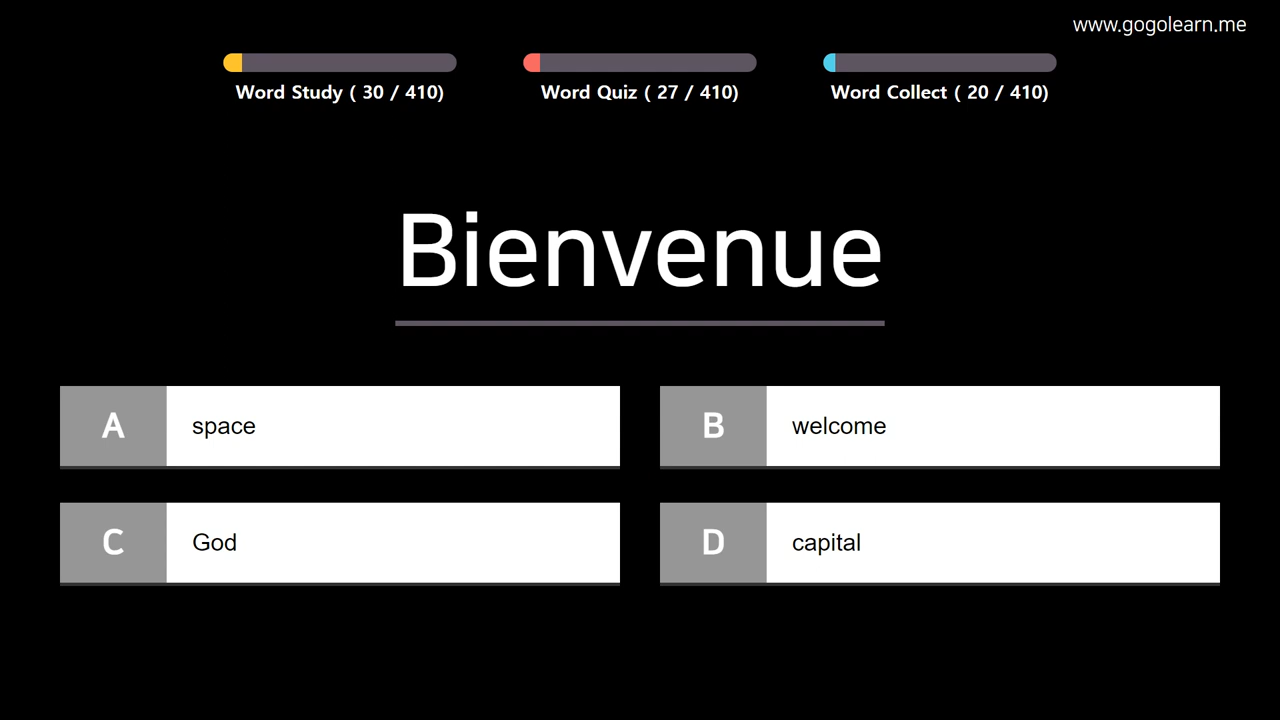 www.gogolearn.me
Word Study ( 30 / 410)
Word Quiz ( 27 / 410)
Word Collect ( 20 / 410)
Bienvenue
A space
B welcome
C God
D capital